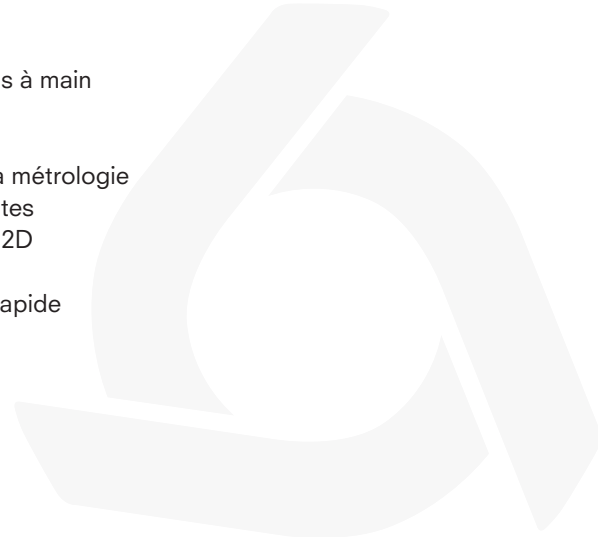 s à main
a métrologie
tes
2D
apide